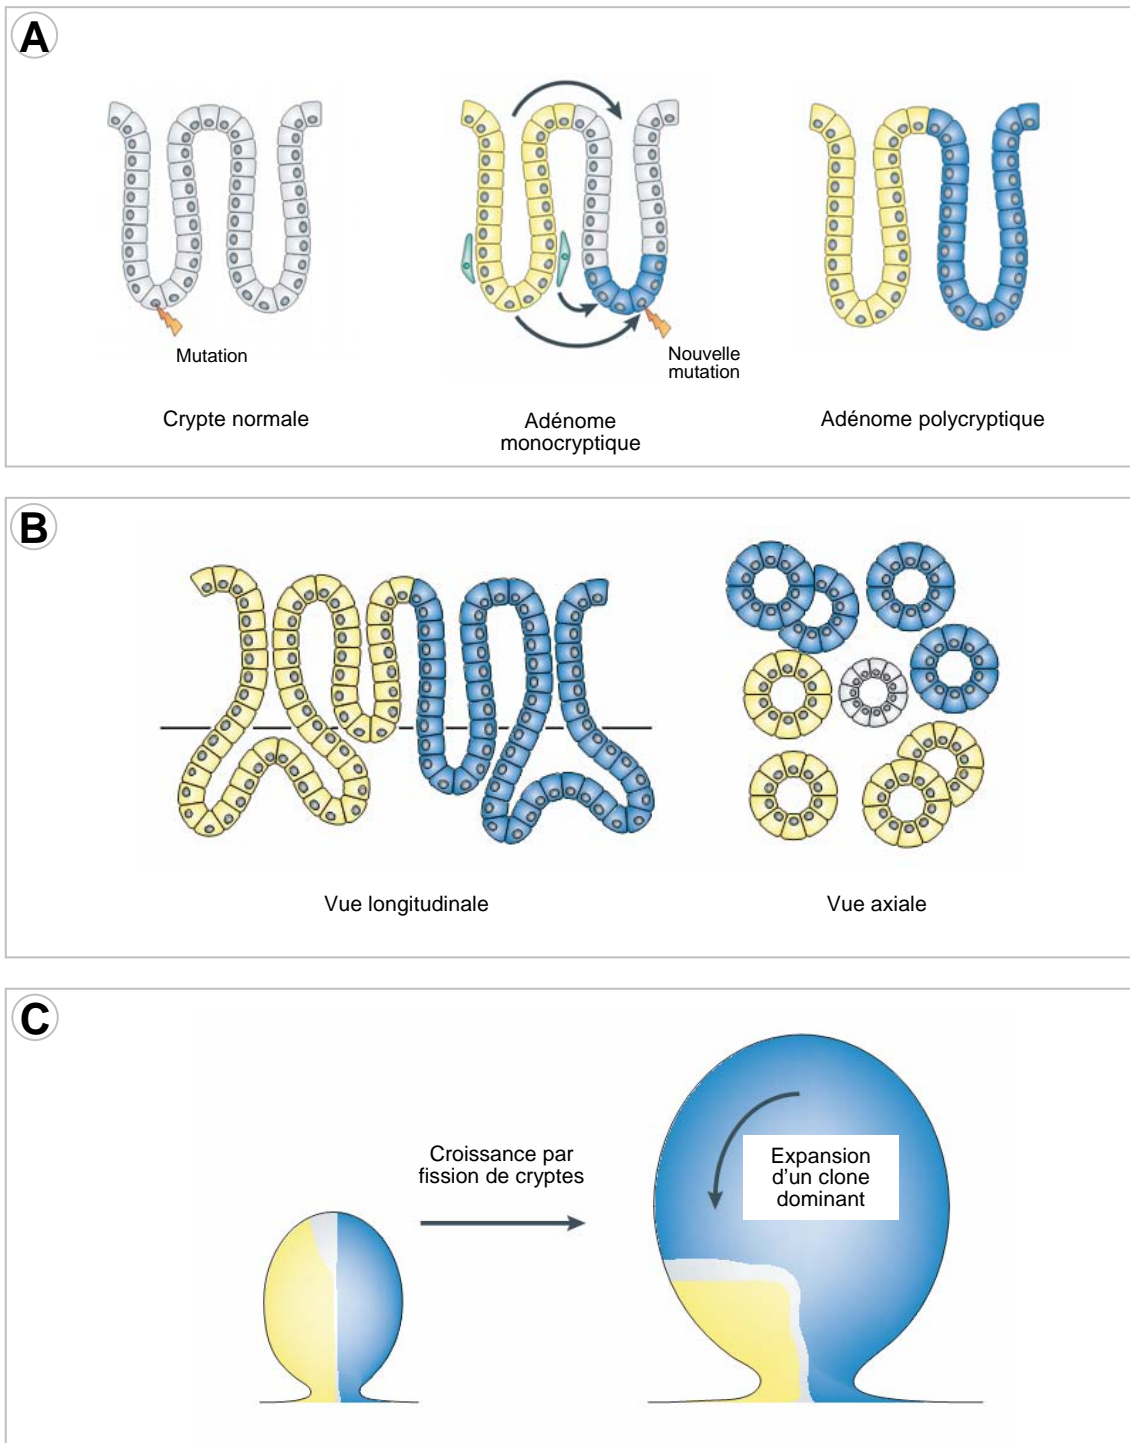 A
Mutation
Nouvelle
mutation
Crypte normale
Adénome
monocryptique
Adénome polycryptique
B
Vue longitudinale
Vue axiale
C
Croissance par
fission de cryptes
Expansion
d'un clone
dominant